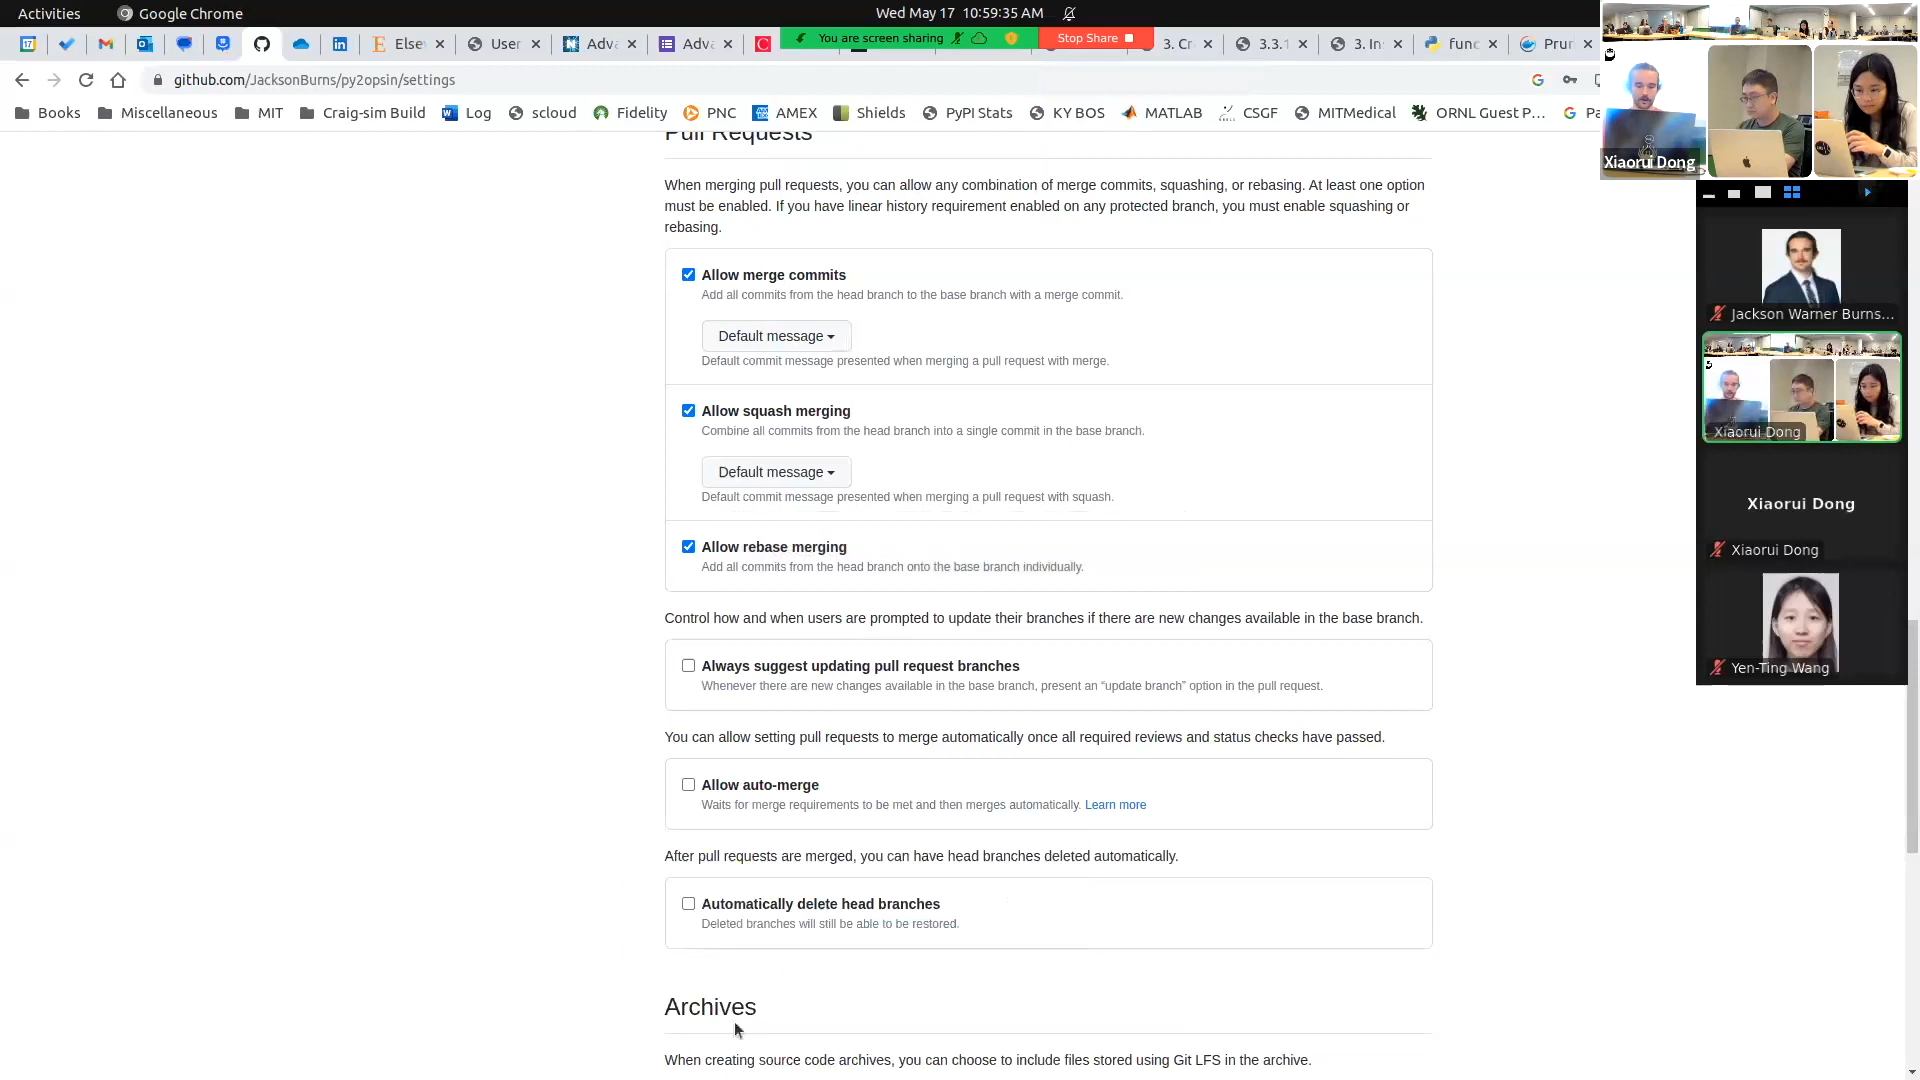 Activities
Google Chrome
Wed May 17 10:59:35 AM
Else
User
Adva
Adva
You are screen sharing
Stop Share
3. Cr
3.3.1
3. In
func
Prun
github.com/JacksonBurns/py2opsin/settings
Books
Miscellaneous
MIT
Craig-sim Build
Log
scloud
Fidelity
PNC
AMEX
Shields
PyPI Stats
KY BOS
MATLAB
CSGF
MITMedical
ORNL Guest P...
Pull Requests
When merging pull requests, you can allow any combination of merge commits, squashing, or rebasing. At least one option
must be enabled. If you have linear history requirement enabled on any protected branch, you must enable squashing or
rebasing.
Allow merge commits
Add all commits from the head branch to the base branch with a merge commit.
Default message
Default commit message presented when merging a pull request with merge.
Allow squash merging
Combine all commits from the head branch into a single commit in the base branch.
Default message
Default commit message presented when merging a pull request with squash.
Allow rebase merging
Add all commits from the head branch onto the base branch individually.
Control how and when users are prompted to update their branches if there are new changes available in the base branch.
Always suggest updating pull request branches
Whenever there are new changes available in the base branch, present an “update branch” option in the pull request.
You can allow setting pull requests to merge automatically once all required reviews and status checks have passed.
Allow auto-merge
Waits for merge requirements to be met and then merges automatically. Learn more
After pull requests are merged, you can have head branches deleted automatically.
Automatically delete head branches
Deleted branches will still be able to be restored.
Archives
When creating source code archives, you can choose to include files stored using Git LFS in the archive.
Xiaorui Dong
Jackson Warner Burns...
Xiaorui Dong
Xiaorui Dong
Xiaorui Dong
Yen-Ting Wang